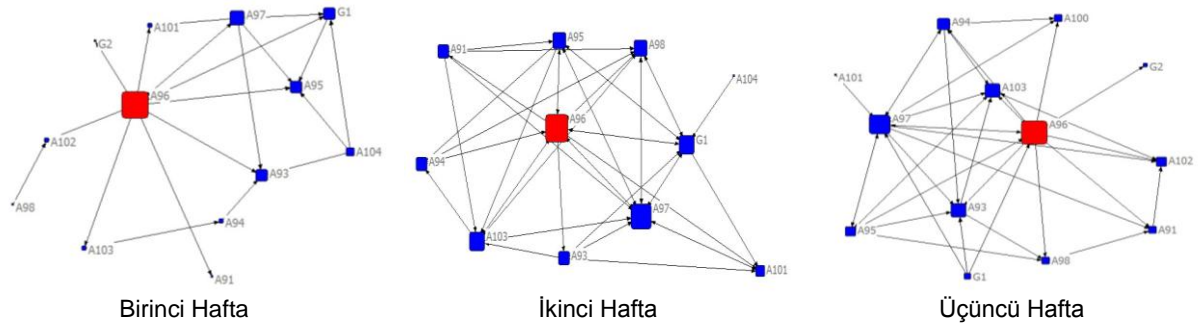 A101
A97
G1
G2
A96
A95
A102
A104
A93
A98
A94
A103
A91
Birinci Hafta
A91
A95
A98
A104
A96
G1
A94
A97
A103
A93
A101
İkinci Hafta
A94
A100
G2
A101
A103
A97
A96
A102
A93
A95
A91
A98
G1
Üçüncü Hafta